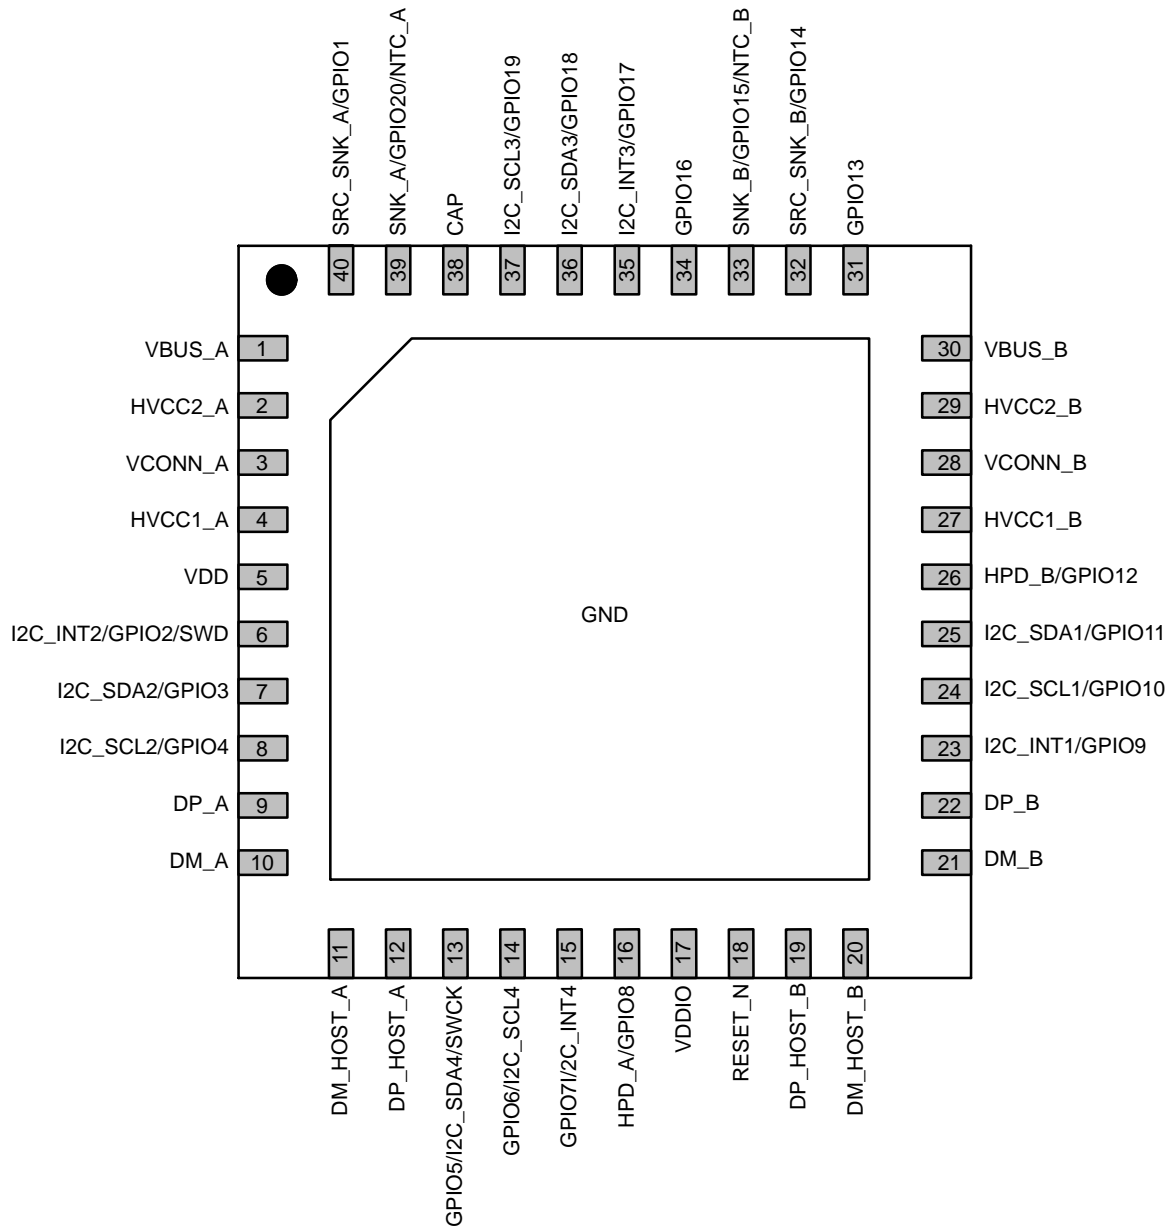 SRC_SNK_A/GPIO1
SNK_A/GPIO20/NTC_A
CAP
I2C_SCL3/GPIO19
I2C_SDA3/GPIO18
I2C_INT3/GPIO17
GPIO16
SNK_B/GPIO15/NTC_B
SRC_SNK_B/GPIO14
GPIO13
40
39
38
37
36
35
34
33
32
31
VBUS_A 1
HVCC2_A 2
VCONN_A 3
HVCC1_A 4
VDD 5
I2C_INT2/GPIO2/SWD 6
I2C_SDA2/GPIO3 7
I2C_SCL2/GPIO4 8
DP_A 9
DM_A 10
GND
30 VBUS_B
29 HVCC2_B
28 VCONN_B
27 HVCC1_B
26 HPD_B/GPIO12
25 I2C_SDA1/GPIO11
24 I2C_SCL1/GPIO10
23 I2C_INT1/GPIO9
22 DP_B
21 DM_B
11
12
13
14
15
16
17
18
19
20
DM_HOST_A
DP_HOST_A
GPIO5/I2C_SDA4/SWCK
GPIO6/I2C_SCL4
GPIO7I/2C_INT4
HPD_A/GPIO8
VDDIO
RESET_N
DP_HOST_B
DM_HOST_B